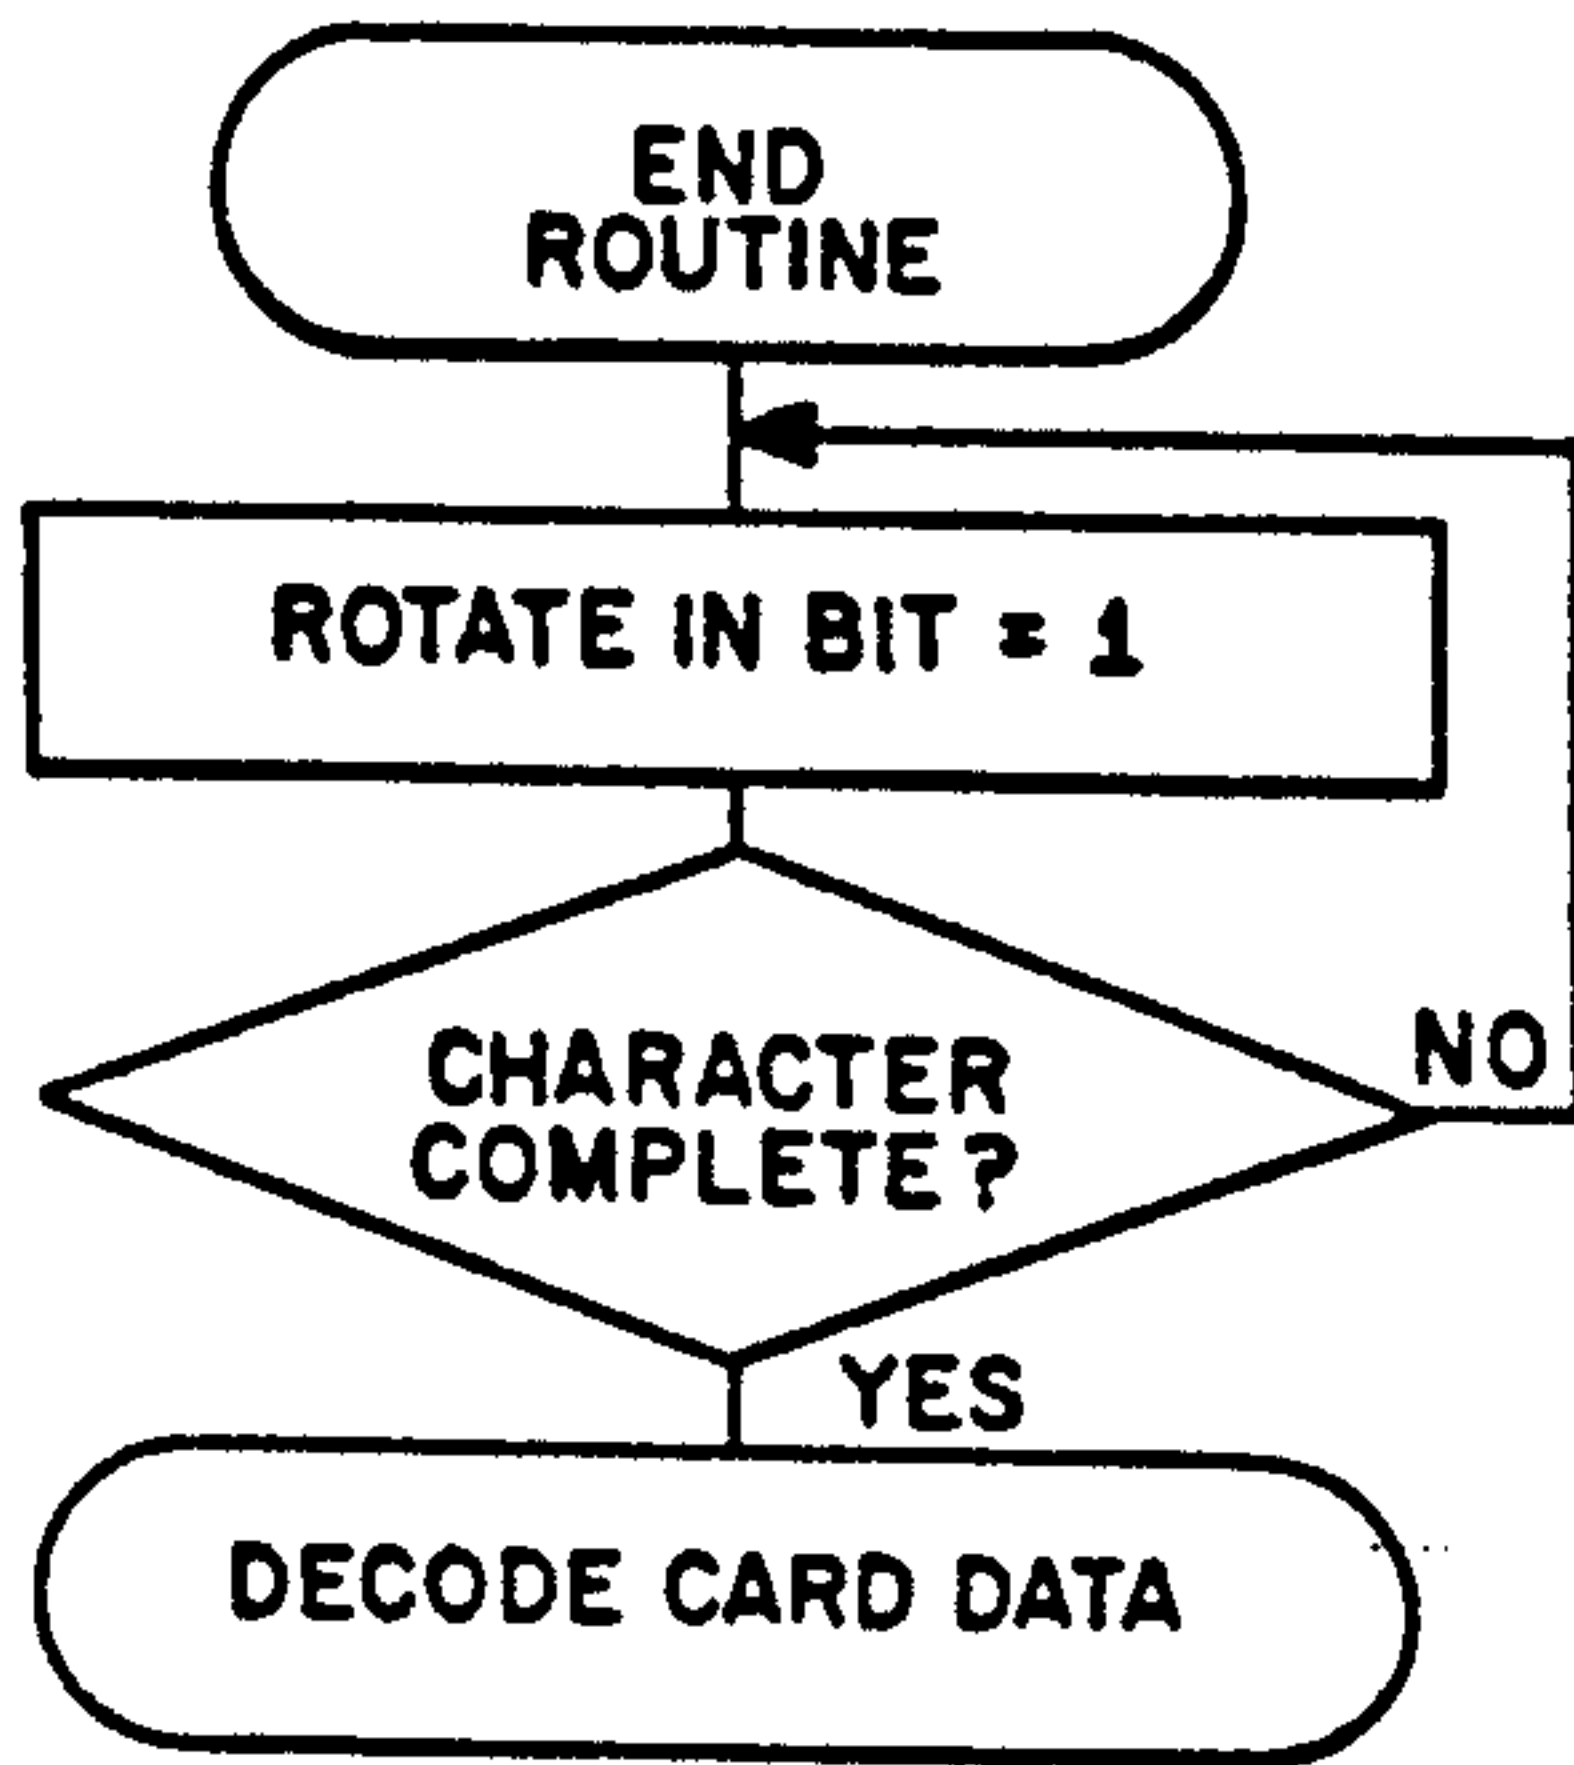 END
ROUTINE
ROTATE IN BIT = 1
CHARACTER
COMPLETE?
NO
YES
DECODE CARD DATA